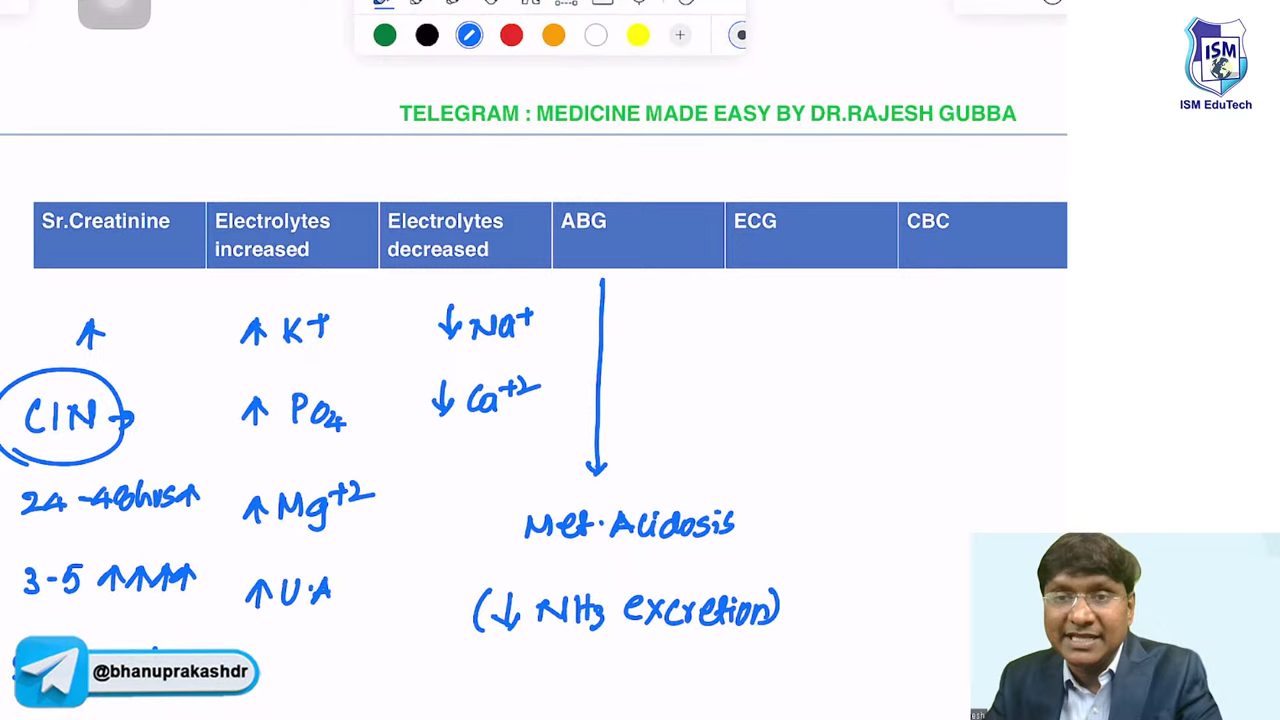 ISM
ISM EduTech
TELEGRAM : MEDICINE MADE EASY BY DR.RAJESH GUBBA
Sr.Creatinine
Electrolytes increased
Electrolytes decreased
ABG
ECG
CBC
↑
↑ K+
↓ Na+
CIN →
↑ PO4
↓ Ca+2
24-48hrs↑
↑ Mg+2
Met. Acidosis
3-5 ↑↑↑↑
↑ U.A
(↓ NH3 excretion)
@bhanuprakashdr